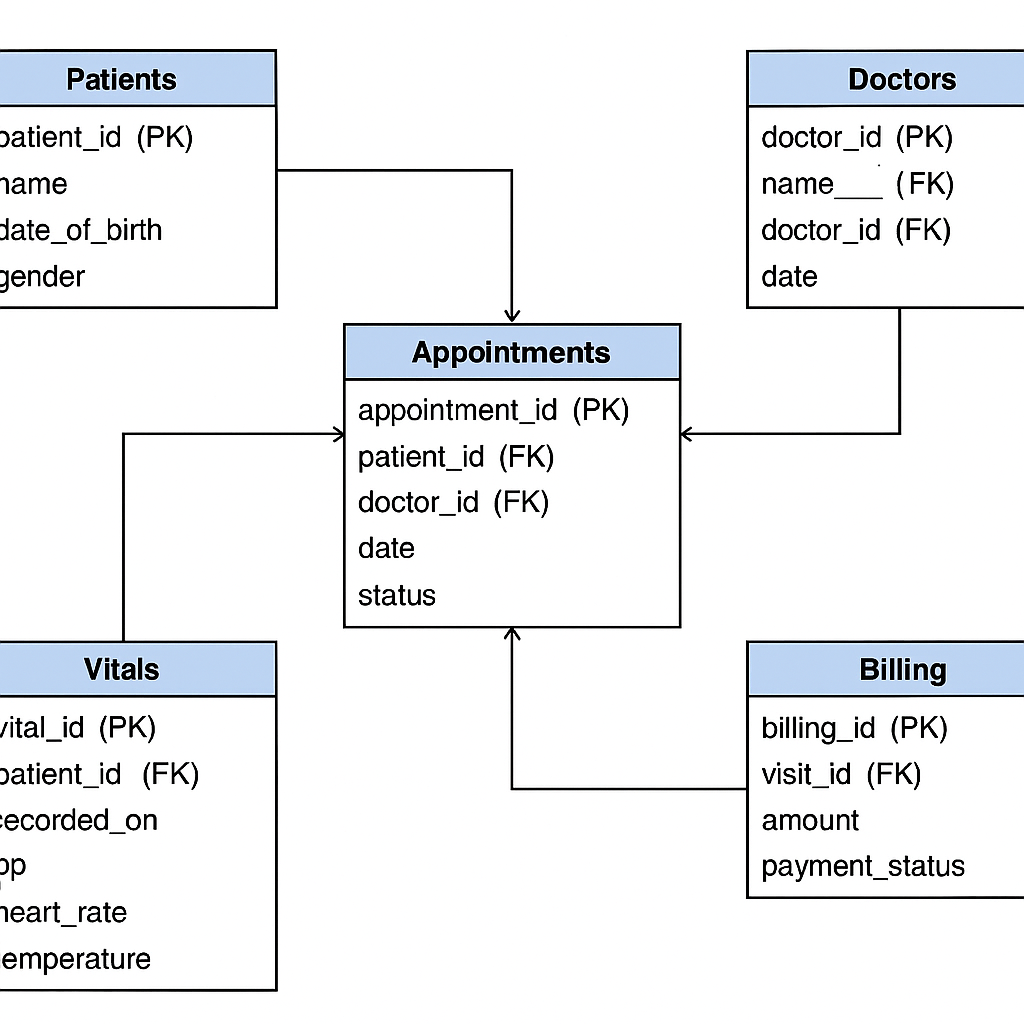 Patients
patient_id (PK)
name
date_of_birth
gender
Doctors
doctor_id (PK)
name___ (FK)
doctor_id (FK)
date
Appointments
appointment_id (PK)
patient_id (FK)
doctor_id (FK)
date
status
Vitals
vital_id (PK)
patient_id (FK)
cecorded_on
bp
heart_rate
temperature
Billing
billing_id (PK)
visit_id (FK)
amount
payment_status